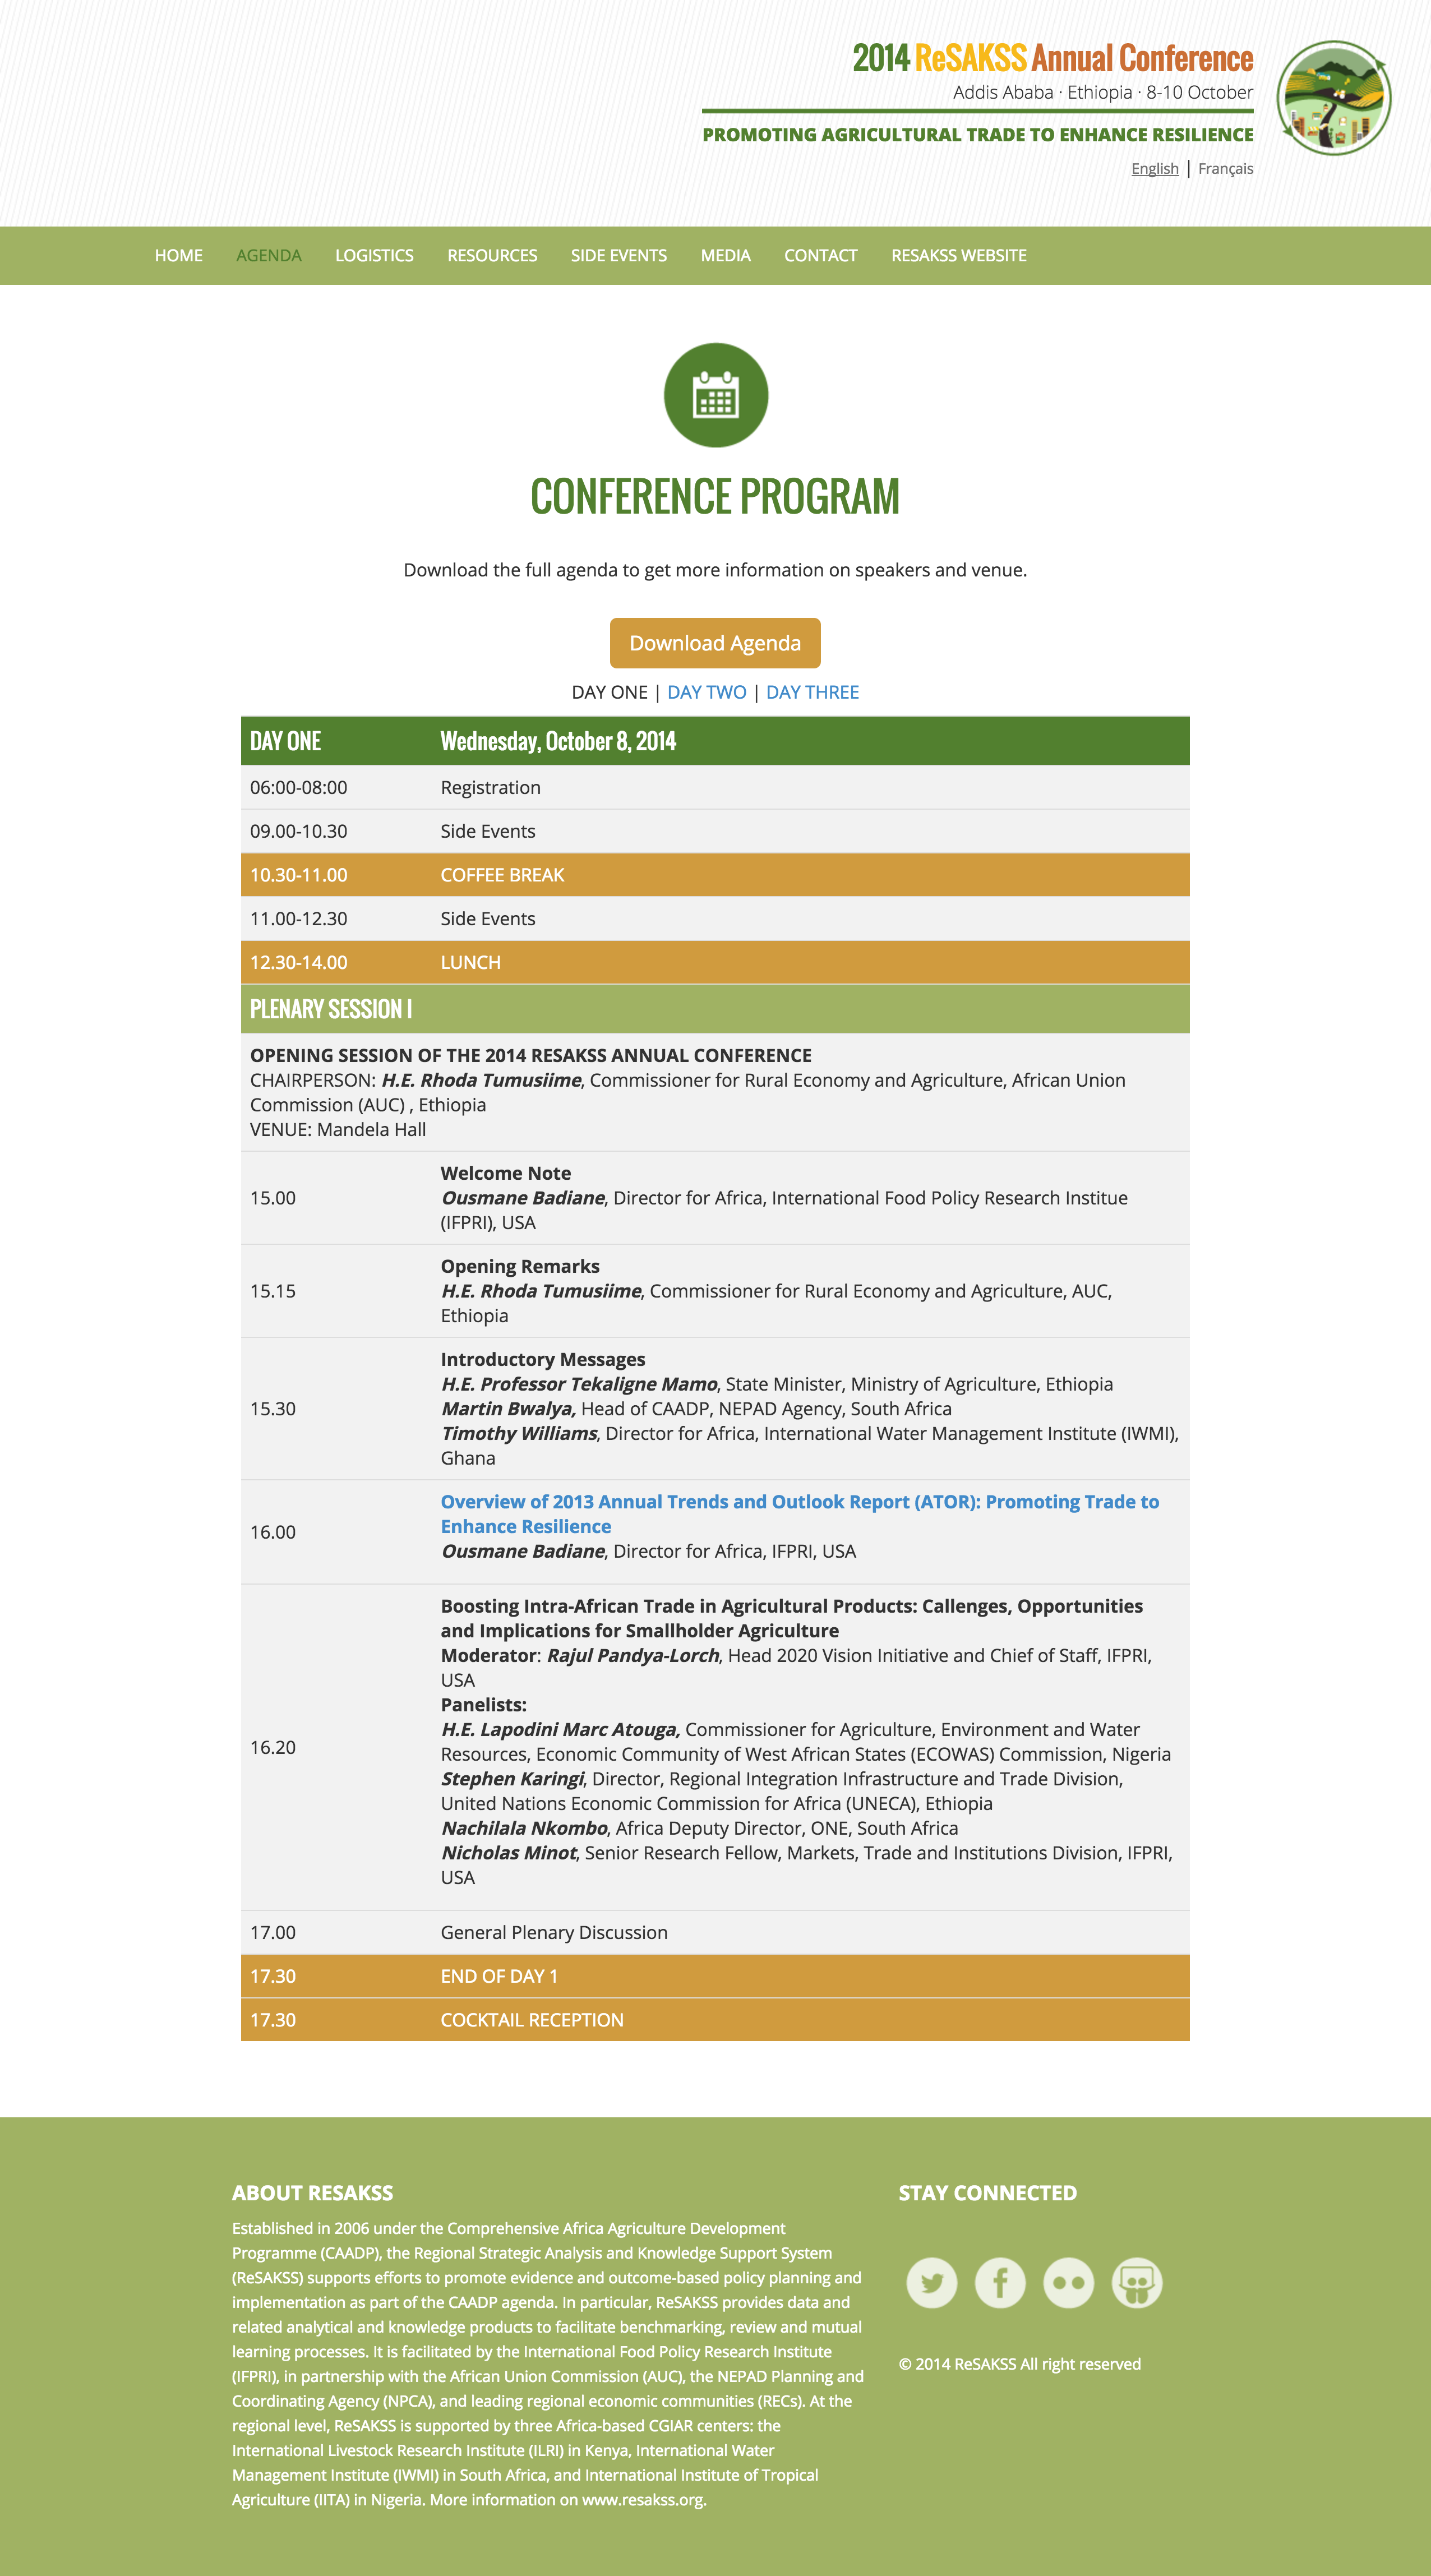 2014 ReSAKSS Annual Conference
Addis Ababa · Ethiopia · 8-10 October
PROMOTING AGRICULTURAL TRADE TO ENHANCE RESILIENCE
English | Français
HOME AGENDA LOGISTICS RESOURCES SIDE EVENTS MEDIA CONTACT RESAKSS WEBSITE
CONFERENCE PROGRAM
Download the full agenda to get more information on speakers and venue.
Download Agenda
DAY ONE | DAY TWO | DAY THREE
DAY ONE Wednesday, October 8, 2014
06:00-08:00 Registration
09.00-10.30 Side Events
10.30-11.00 COFFEE BREAK
11.00-12.30 Side Events
12.30-14.00 LUNCH
PLENARY SESSION I
OPENING SESSION OF THE 2014 RESAKSS ANNUAL CONFERENCE
CHAIRPERSON: H.E. Rhoda Tumusiime, Commissioner for Rural Economy and Agriculture, African Union
Commission (AUC) , Ethiopia
VENUE: Mandela Hall
15.00
Welcome Note
Ousmane Badiane, Director for Africa, International Food Policy Research Institue
(IFPRI), USA
15.15
Opening Remarks
H.E. Rhoda Tumusiime, Commissioner for Rural Economy and Agriculture, AUC,
Ethiopia
15.30
Introductory Messages
H.E. Professor Tekaligne Mamo, State Minister, Ministry of Agriculture, Ethiopia
Martin Bwalya, Head of CAADP, NEPAD Agency, South Africa
Timothy Williams, Director for Africa, International Water Management Institute (IWMI),
Ghana
16.00
Overview of 2013 Annual Trends and Outlook Report (ATOR): Promoting Trade to
Enhance Resilience
Ousmane Badiane, Director for Africa, IFPRI, USA
16.20
Boosting Intra-African Trade in Agricultural Products: Callenges, Opportunities
and Implications for Smallholder Agriculture
Moderator: Rajul Pandya-Lorch, Head 2020 Vision Initiative and Chief of Staff, IFPRI,
USA
Panelists:
H.E. Lapodini Marc Atouga, Commissioner for Agriculture, Environment and Water
Resources, Economic Community of West African States (ECOWAS) Commission, Nigeria
Stephen Karingi, Director, Regional Integration Infrastructure and Trade Division,
United Nations Economic Commission for Africa (UNECA), Ethiopia
Nachilala Nkombo, Africa Deputy Director, ONE, South Africa
Nicholas Minot, Senior Research Fellow, Markets, Trade and Institutions Division, IFPRI,
USA
17.00 General Plenary Discussion
17.30 END OF DAY 1
17.30 COCKTAIL RECEPTION
ABOUT RESAKSS
Established in 2006 under the Comprehensive Africa Agriculture Development
Programme (CAADP), the Regional Strategic Analysis and Knowledge Support System
(ReSAKSS) supports efforts to promote evidence and outcome-based policy planning and
implementation as part of the CAADP agenda. In particular, ReSAKSS provides data and
related analytical and knowledge products to facilitate benchmarking, review and mutual
learning processes. It is facilitated by the International Food Policy Research Institute
(IFPRI), in partnership with the African Union Commission (AUC), the NEPAD Planning and
Coordinating Agency (NPCA), and leading regional economic communities (RECs). At the
regional level, ReSAKSS is supported by three Africa-based CGIAR centers: the
International Livestock Research Institute (ILRI) in Kenya, International Water
Management Institute (IWMI) in South Africa, and International Institute of Tropical
Agriculture (IITA) in Nigeria. More information on www.resakss.org.
STAY CONNECTED
© 2014 ReSAKSS All right reserved